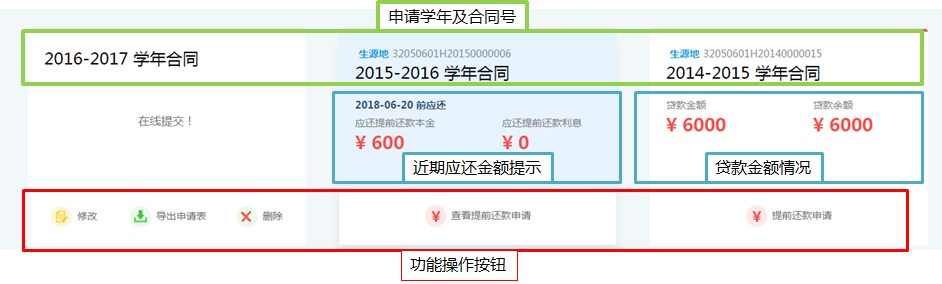 申请学年及合同号
2016-2017 学年合同
在线提交！
修改
导出申请表
删除
生源地 32050601H20150000006
2015-2016 学年合同
2018-06-20 前应还
应还提前还款本金
应还提前还款利息
¥ 600
¥ 0
近期应还金额提示
¥ 查看提前还款申请
生源地 32050601H20140000015
2014-2015 学年合同
贷款金额
贷款余额
¥ 6000
¥ 6000
贷款金额情况
¥ 提前还款申请
功能操作按钮